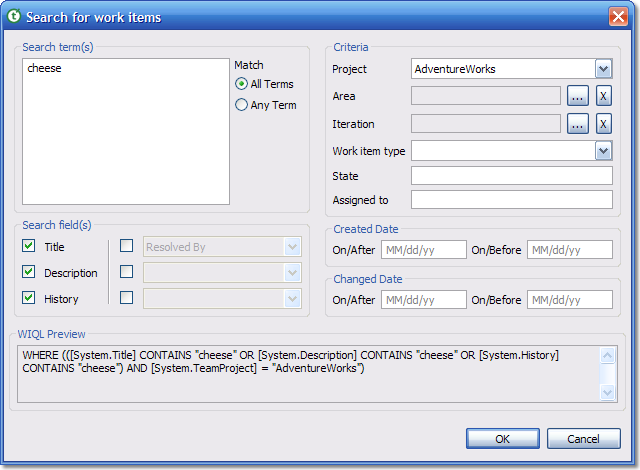 Search for work items
Search term(s)
cheese
Match
All Terms
Any Term
Criteria
Project AdventureWorks
Area ... X
Iteration ... X
Work item type
State
Assigned to
Search field(s)
Title Resolved By
Description
History
Created Date
On/After MM/dd/yy On/Before MM/dd/yy
Changed Date
On/After MM/dd/yy On/Before MM/dd/yy
WIQL Preview
WHERE (([System.Title] CONTAINS "cheese" OR [System.Description] CONTAINS "cheese" OR [System.History]
CONTAINS "cheese") AND [System.TeamProject] = "AdventureWorks")
OK Cancel